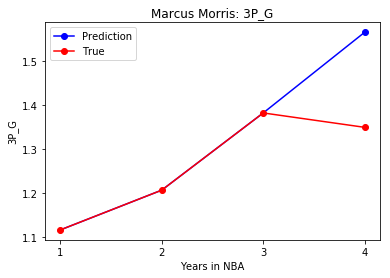 Marcus Morris: 3P_G
Prediction
True
1.5
1.4
1.3
1.2
1.1
3P_G
1
2
3
4
Years in NBA